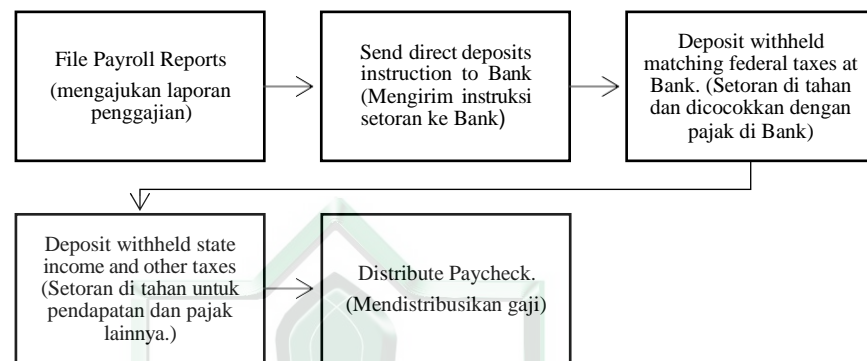 File Payroll Reports
(mengajukan laporan
penggajian)
Send direct deposits
instruction to Bank
(Mengirim instruksi
setoran ke Bank)
Deposit withheld
matching federal taxes at
Bank. (Setoran di tahan
dan dicocokkan dengan
pajak di Bank)
Deposit withheld state
income and other taxes
(Setoran di tahan untuk
pendapatan dan pajak
lainnya.)
Distribute Paycheck.
(Mendistribusikan gaji)